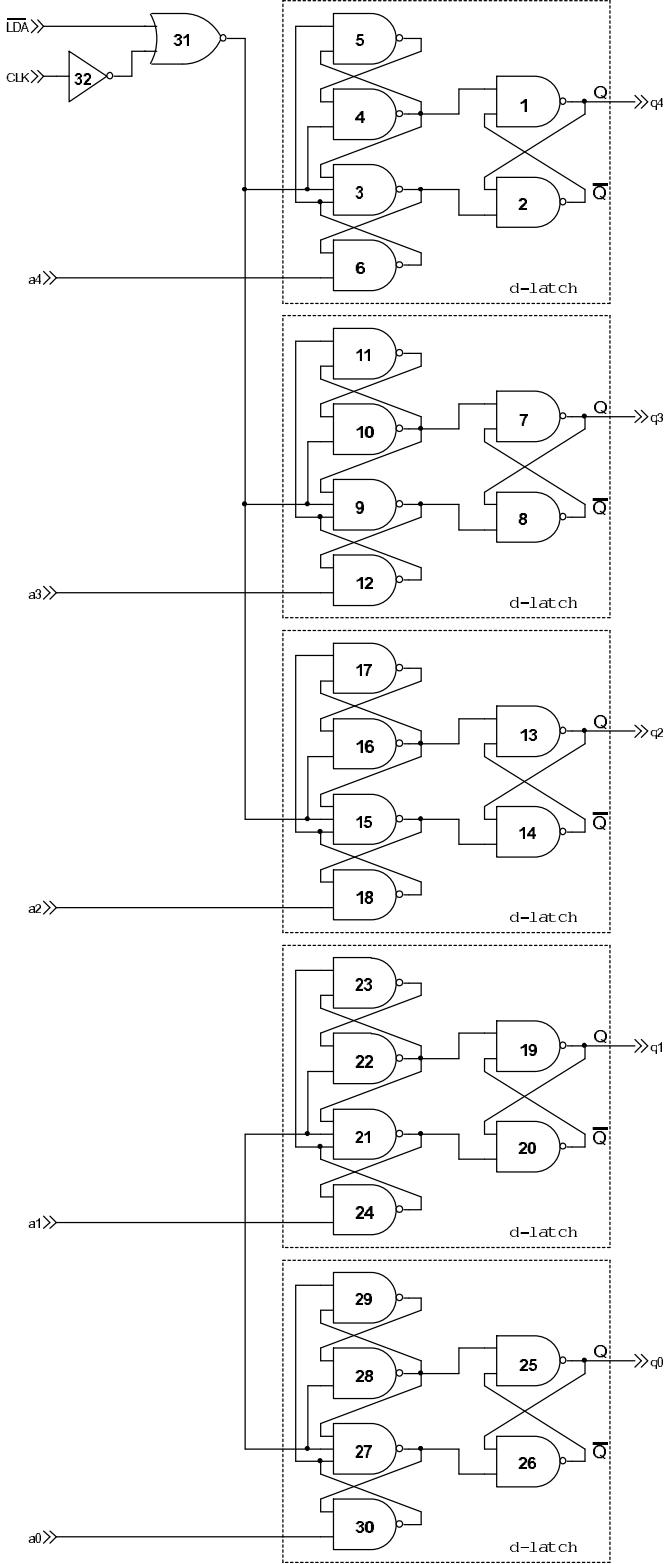 L̅D̅A̅
CLK
31
32
5
4
3
6
1
2
Q
Q̅
q4
a4
d-latch
11
10
9
12
7
8
Q
Q̅
q3
a3
d-latch
17
16
15
18
13
14
Q
Q̅
q2
a2
d-latch
23
22
21
24
19
20
Q
Q̅
q1
a1
d-latch
29
28
27
30
25
26
Q
Q̅
q0
a0
d-latch